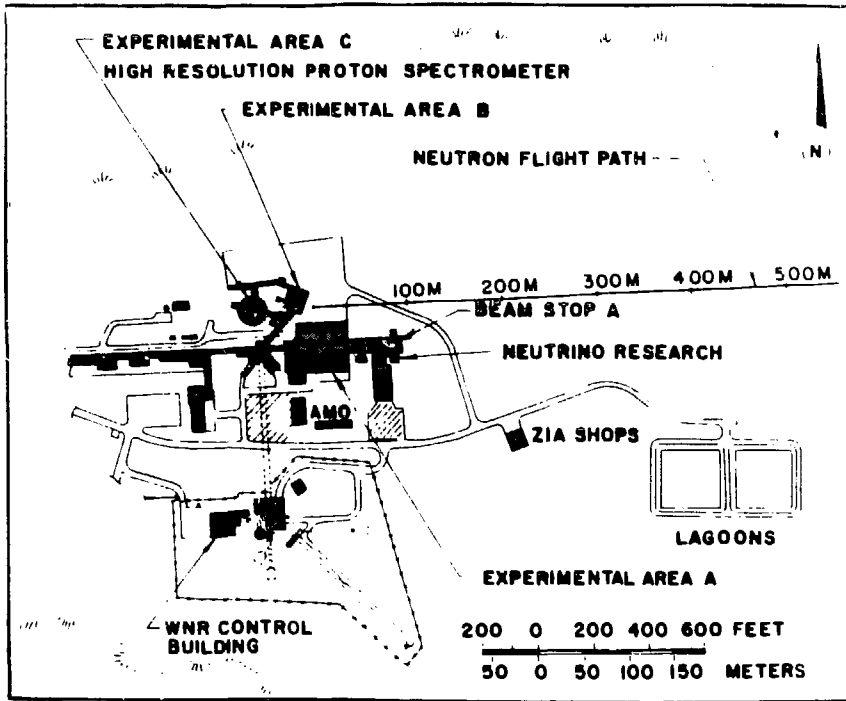 EXPERIMENTAL AREA C
HIGH RESOLUTION PROTON SPECTROMETER
EXPERIMENTAL AREA B
NEUTRON FLIGHT PATH
N
100M 200M 300M 400M 500M
BEAM STOP A
NEUTRINO RESEARCH
AMO
ZIA SHOPS
LAGOONS
EXPERIMENTAL AREA A
WNR CONTROL
BUILDING
200 0 200 400 600 FEET
50 0 50 100 150 METERS